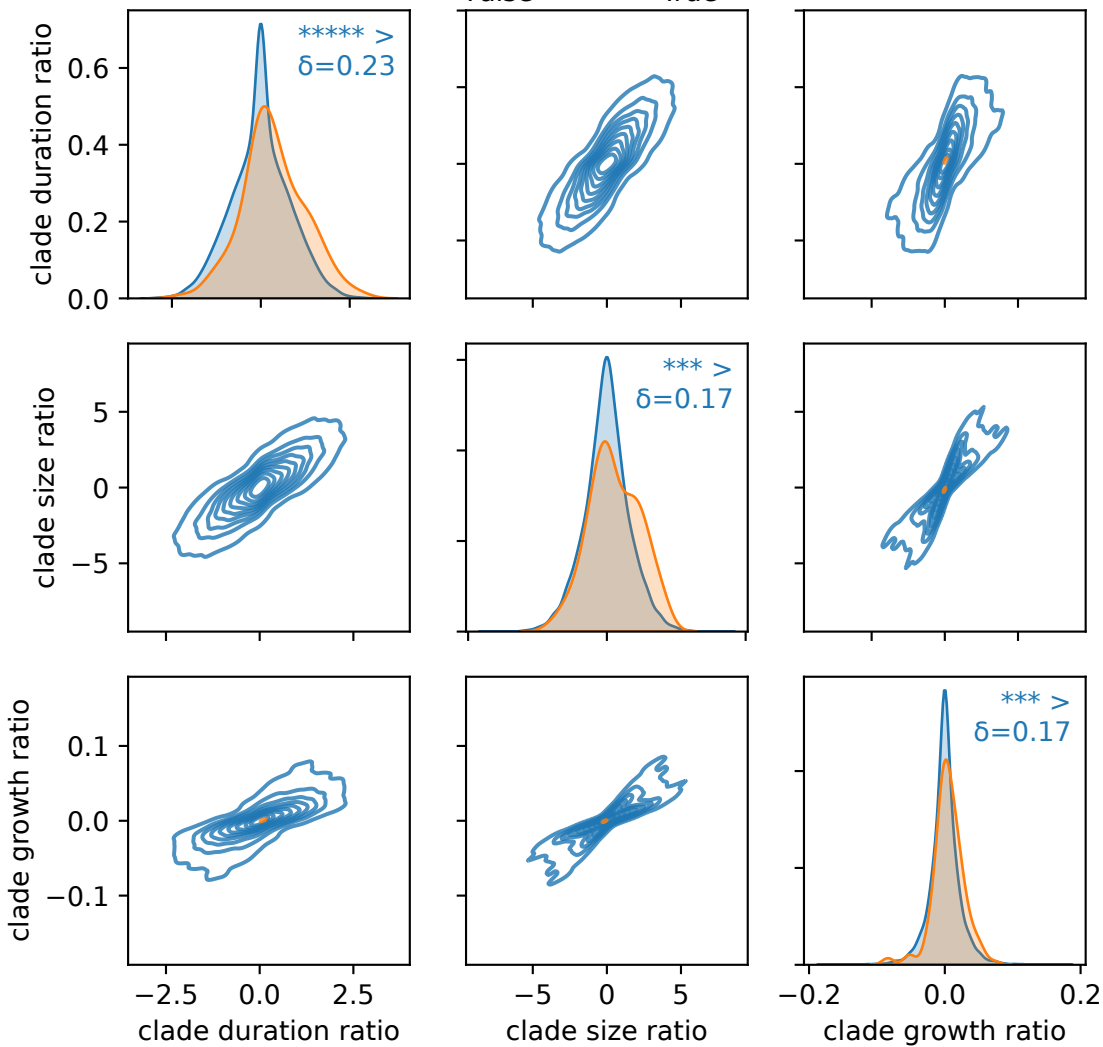 True
***** >
δ=0.23
clade duration ratio
0.6
0.4
0.2
0.0
*** >
δ=0.17
clade size ratio
5
0
−5
*** >
δ=0.17
clade growth ratio
0.1
0.0
−0.1
−2.5 0.0 2.5
−5 0 5
−0.2 0.0 0.2
clade duration ratio
clade size ratio
clade growth ratio